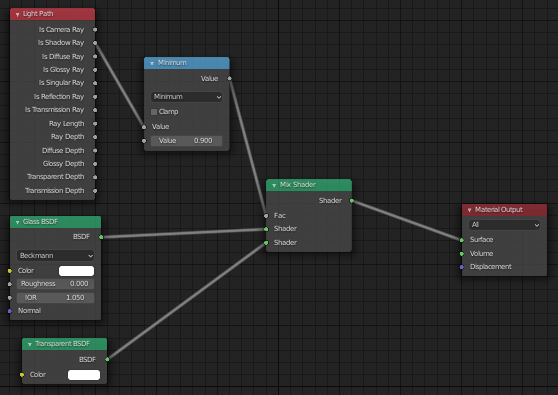 Light Path
Is Camera Ray
Is Shadow Ray
Is Diffuse Ray
Is Glossy Ray
Is Singular Ray
Is Reflection Ray
Is Transmission Ray
Ray Length
Ray Depth
Diffuse Depth
Glossy Depth
Transparent Depth
Transmission Depth
Minimum
Value
Minimum
Clamp
Value
Value 0.900
Mix Shader
Shader
Fac
Shader
Shader
Material Output
All
Surface
Volume
Displacement
Glass BSDF
BSDF
Beckmann
Color
Roughness 0.000
IOR 1.050
Normal
Transparent BSDF
BSDF
Color